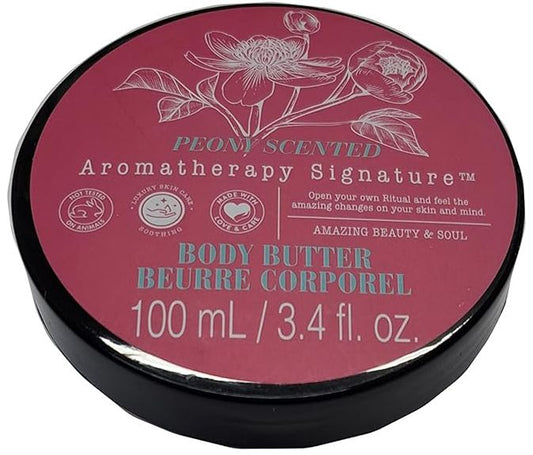 PEONY SCENTED
Aromatherapy Signature™
NOT TESTED
ON ANIMALS
LUXURY SKIN CARE
SOOTHING
MADE WITH
LOVE & CARE
Open your own Ritual and feel the
amazing changes on your skin and mind.
AMAZING BEAUTY & SOUL
BODY BUTTER
BEURRE CORPOREL
100 mL / 3.4 fl. oz.